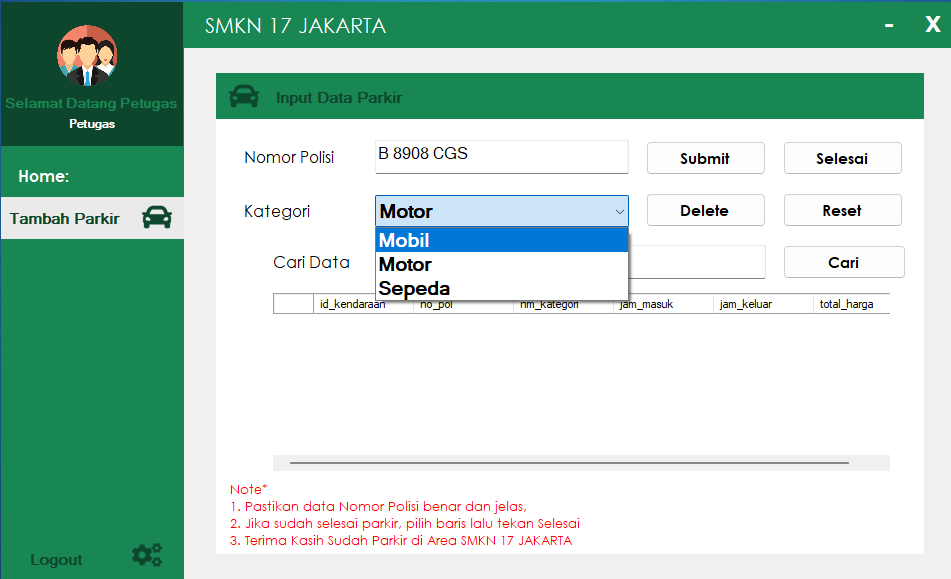 SMKN 17 JAKARTA
- X
Selamat Datang Petugas
Petugas
Home:
Tambah Parkir
Logout
Input Data Parkir
Nomor Polisi B 8908 CGS Submit Selesai
Kategori Motor Delete Reset
Mobil
Motor
Sepeda
Cari Data Cari
id_kendaraan no_pol nm_kategori jam_masuk jam_keluar total_harga
Note*
1. Pastikan data Nomor Polisi benar dan jelas,
2. Jika sudah selesai parkir, pilih baris lalu tekan Selesai
3. Terima Kasih Sudah Parkir di Area SMKN 17 JAKARTA